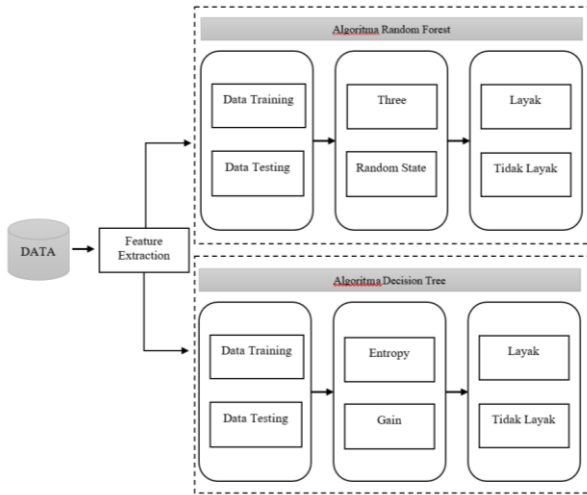 Algoritma Random Forest
Data Training
Data Testing
Three
Random State
Layak
Tidak Layak
DATA
Feature
Extraction
Algoritma Decision Tree
Data Training
Data Testing
Entropy
Gain
Layak
Tidak Layak